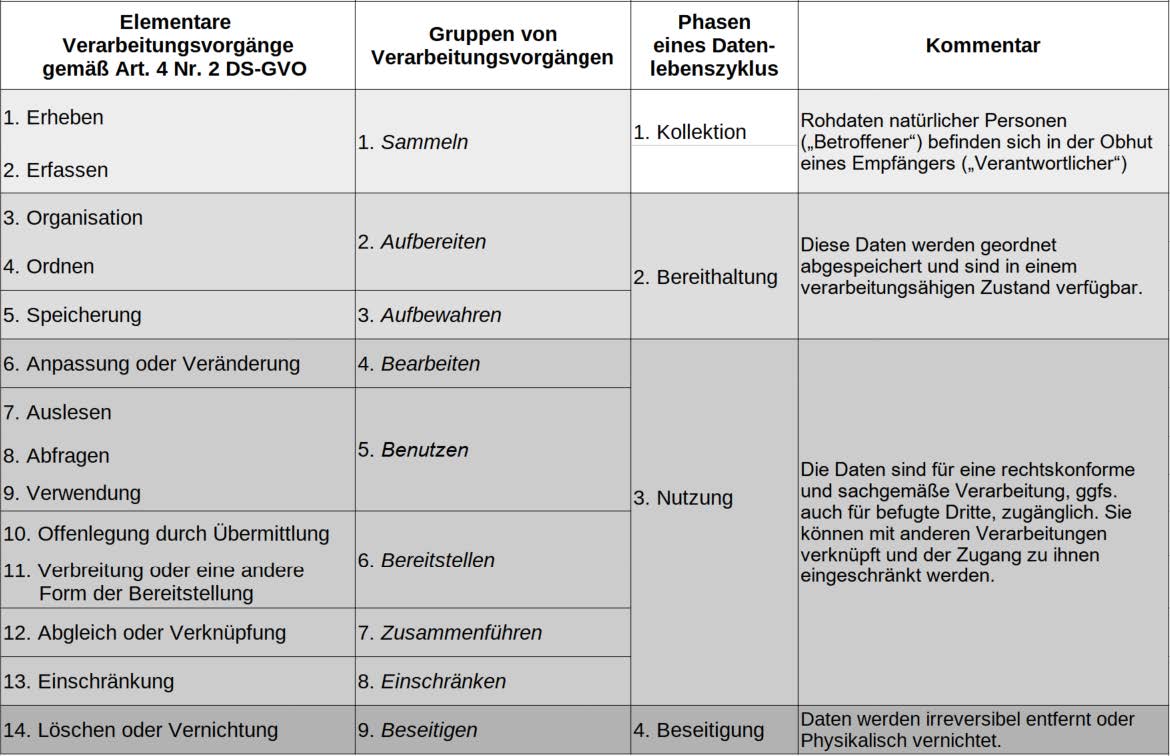 Elementare
Verarbeitungsvorgänge
gemäß Art. 4 Nr. 2 DS-GVO
Gruppen von
Verarbeitungsvorgängen
Phasen
eines Daten-
lebenszyklus
Kommentar
1. Erheben
2. Erfassen
1. Sammeln
1. Kollektion
Rohdaten natürlicher Personen
(„Betroffener“) befinden sich in der Obhut
eines Empfängers („Verantwortlicher“)
3. Organisation
4. Ordnen
2. Aufbereiten
5. Speicherung
3. Aufbewahren
2. Bereithaltung
Diese Daten werden geordnet
abgespeichert und sind in einem
verarbeitungsähigen Zustand verfügbar.
6. Anpassung oder Veränderung
4. Bearbeiten
7. Auslesen
8. Abfragen
9. Verwendung
5. Benutzen
10. Offenlegung durch Übermittlung
11. Verbreitung oder eine andere
Form der Bereitstellung
6. Bereitstellen
12. Abgleich oder Verknüpfung
7. Zusammenführen
13. Einschränkung
8. Einschränken
3. Nutzung
Die Daten sind für eine rechtskonforme
und sachgemäße Verarbeitung, ggfs.
auch für befugte Dritte, zugänglich. Sie
können mit anderen Verarbeitungen
verknüpft und der Zugang zu ihnen
eingeschränkt werden.
14. Löschen oder Vernichtung
9. Beseitigen
4. Beseitigung
Daten werden irreversibel entfernt oder
Physikalisch vernichtet.